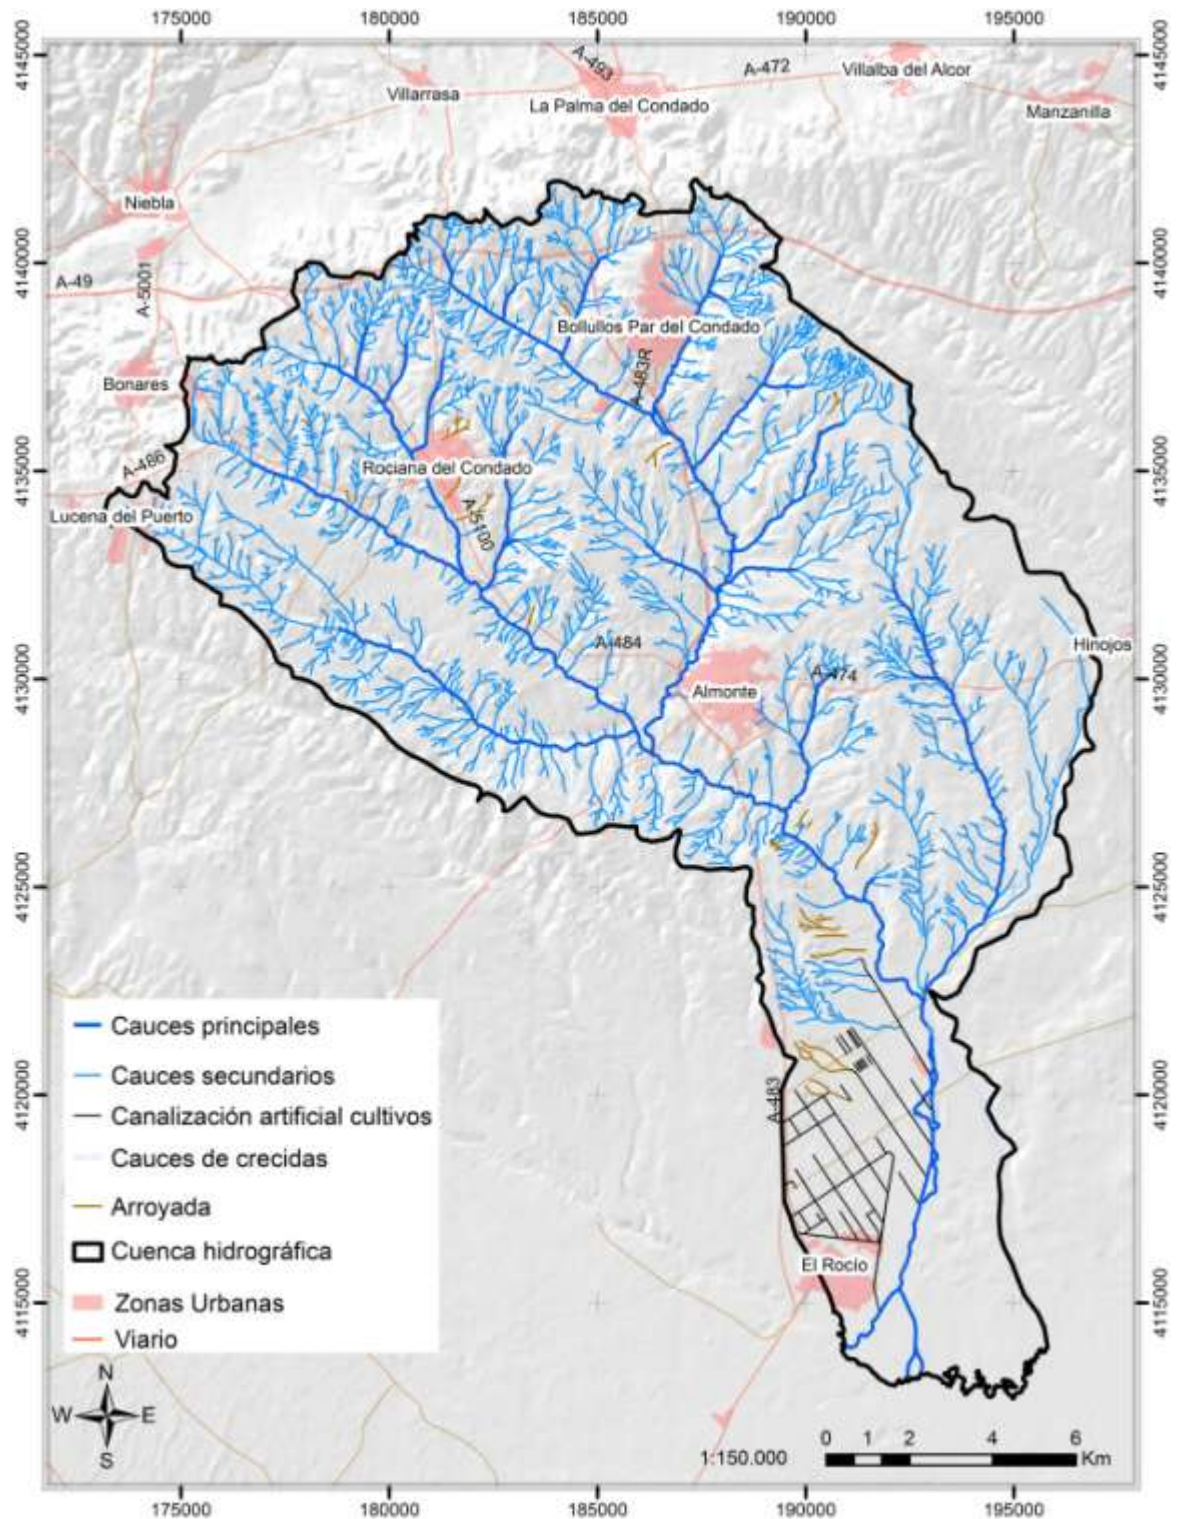 175000 180000 185000 190000 195000
4145000 4145000
A-493
A-472
Villalba del Alcor
Villarrasa
La Palma del Condado
Manzanilla
Niebla
4140000 4140000
A-49
A-5001
Bollullos Par del Condado
A-483R
Bonares
4135000 4135000
A-486
Rociana del Condado
A-5100
Lucena del Puerto
A-484
Hinojos
4130000 4130000
A-474
Almonte
4125000 4125000
Cauces principales
Cauces secundarios
A-483
4120000 4120000
Canalización artificial cultivos
Cauces de crecidas
Arroyada
Cuenca hidrográfica
El Rocío
Zonas Urbanas
4115000 4115000
Viario
N
W E
S
1:150.000
0 1 2 4 6
Km
175000 180000 185000 190000 195000